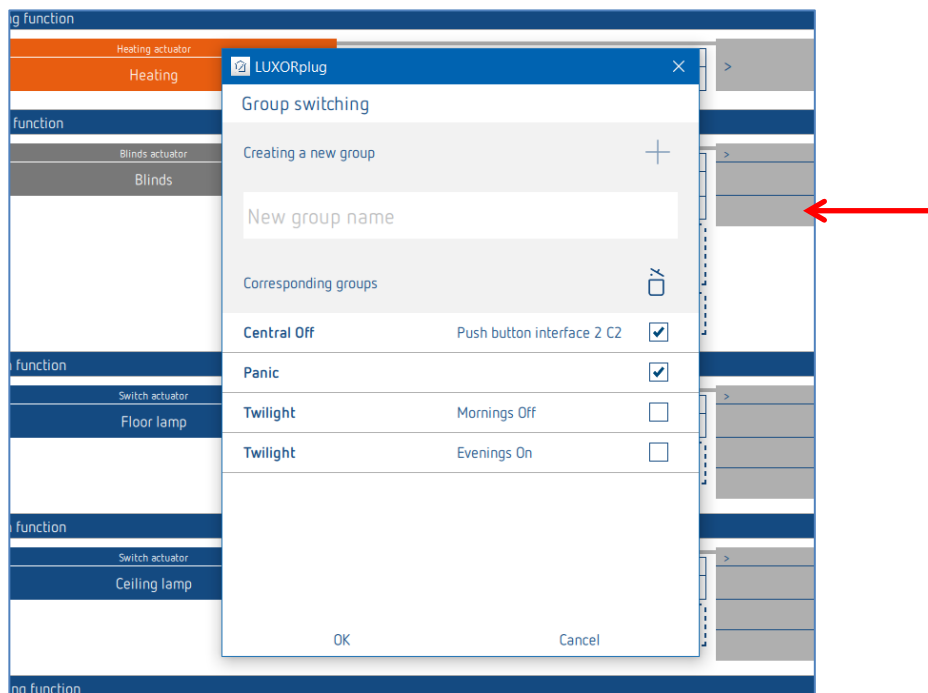 g function
Heating actuator
Heating
>
LUXORplug
Group switching
function
Creating a new group
Blinds actuator
>
Blinds
New group name
Corresponding groups
Central Off Push button interface 2 C2
function
Panic
Switch actuator
>
Twilight Mornings Off
Floor lamp
Twilight Evenings On
function
Switch actuator
>
Ceiling lamp
OK Cancel
ng function